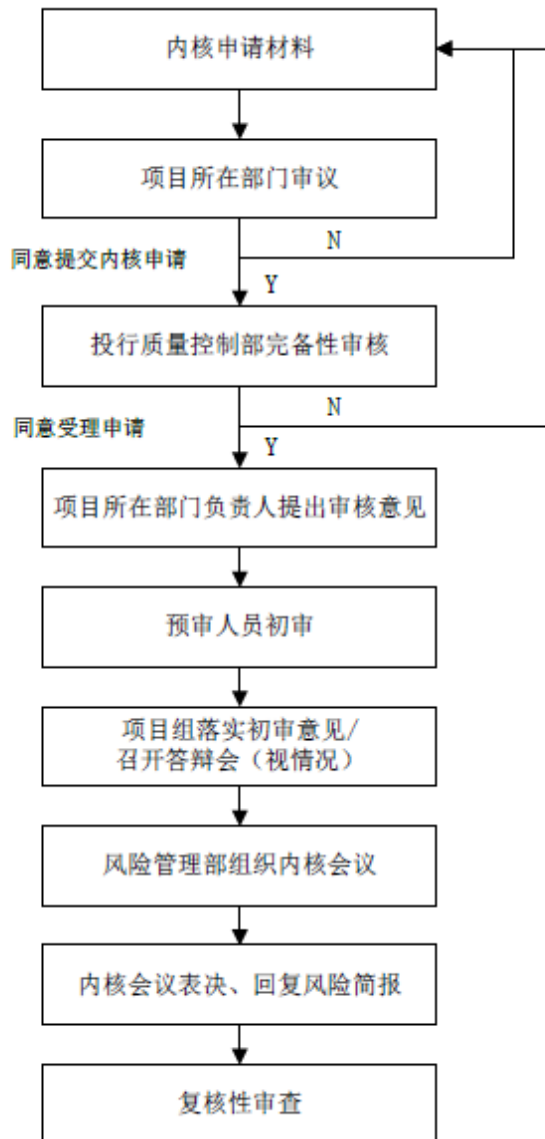 内核申请材料
项目所在部门审议
N
同意提交内核申请
Y
投行质量控制部完备性审核
N
同意受理申请
Y
项目所在部门负责人提出审核意见
预审人员初审
项目组落实初审意见/
召开答辩会（视情况）
风险管理部组织内核会议
内核会议表决、回复风险简报
复核性审查